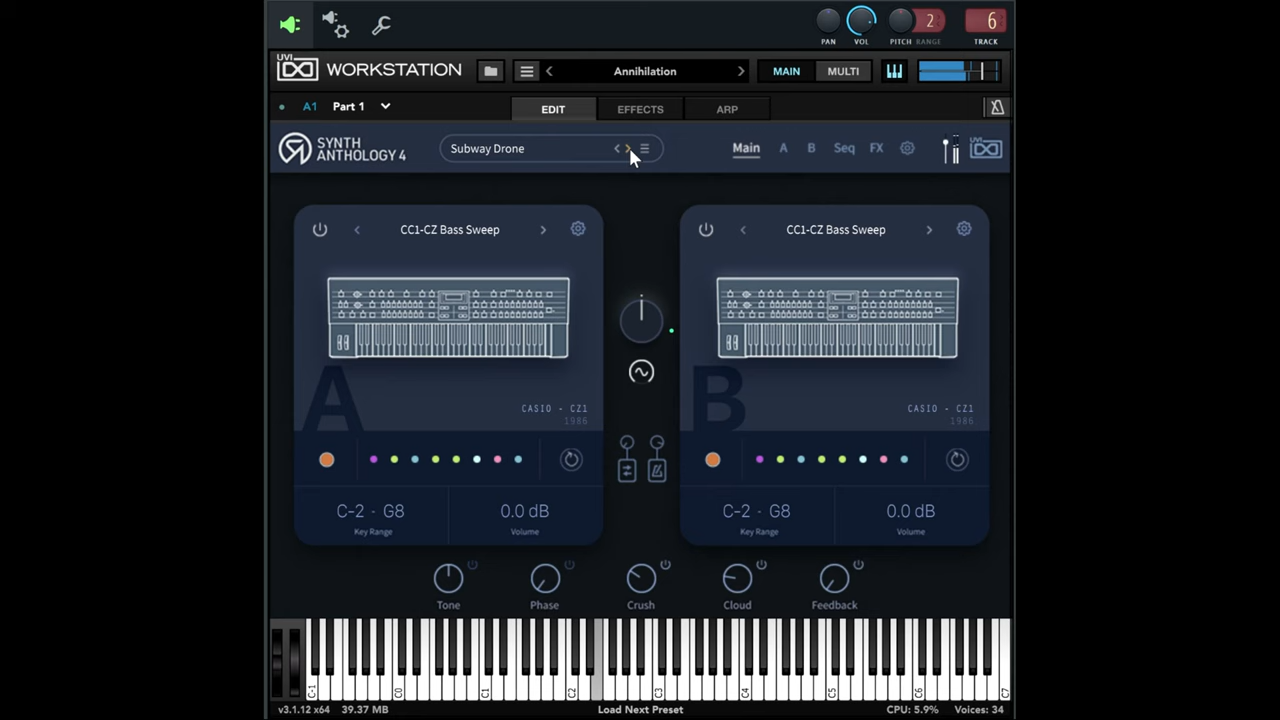 2
6
PAN
VOL
PITCH RANGE
TRACK
UVI WORKSTATION
Annihilation
MAIN
MULTI
A1 Part 1
EDIT
EFFECTS
ARP
SYNTH
ANTHOLOGY 4
Subway Drone
Main
A
B
Seq
FX
CC1-CZ Bass Sweep
CC1-CZ Bass Sweep
A
CASIO - CZ1
1986
B
CASIO - CZ1
1986
C-2 - G8
0.0 dB
Key Range
Volume
C-2 - G8
0.0 dB
Key Range
Volume
Tone
Phase
Crush
Cloud
Feedback
C-1
C0
C1
C2
C3
C4
C5
C6
C7
v3.1.12 x64
39.37 MB
Load Next Preset
CPU: 5.9%
Voices: 34